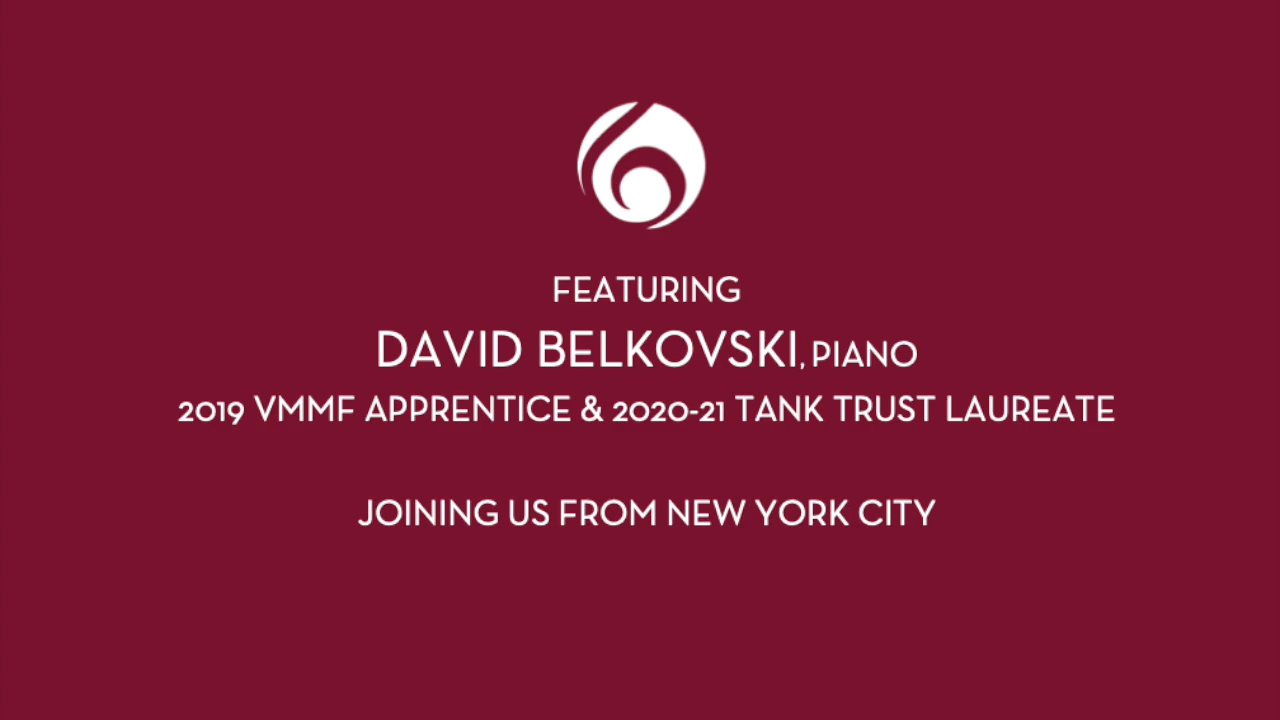 FEATURING
DAVID BELKOVSKI, PIANO
2019 VMMF APPRENTICE & 2020-21 TANK TRUST LAUREATE
JOINING US FROM NEW YORK CITY